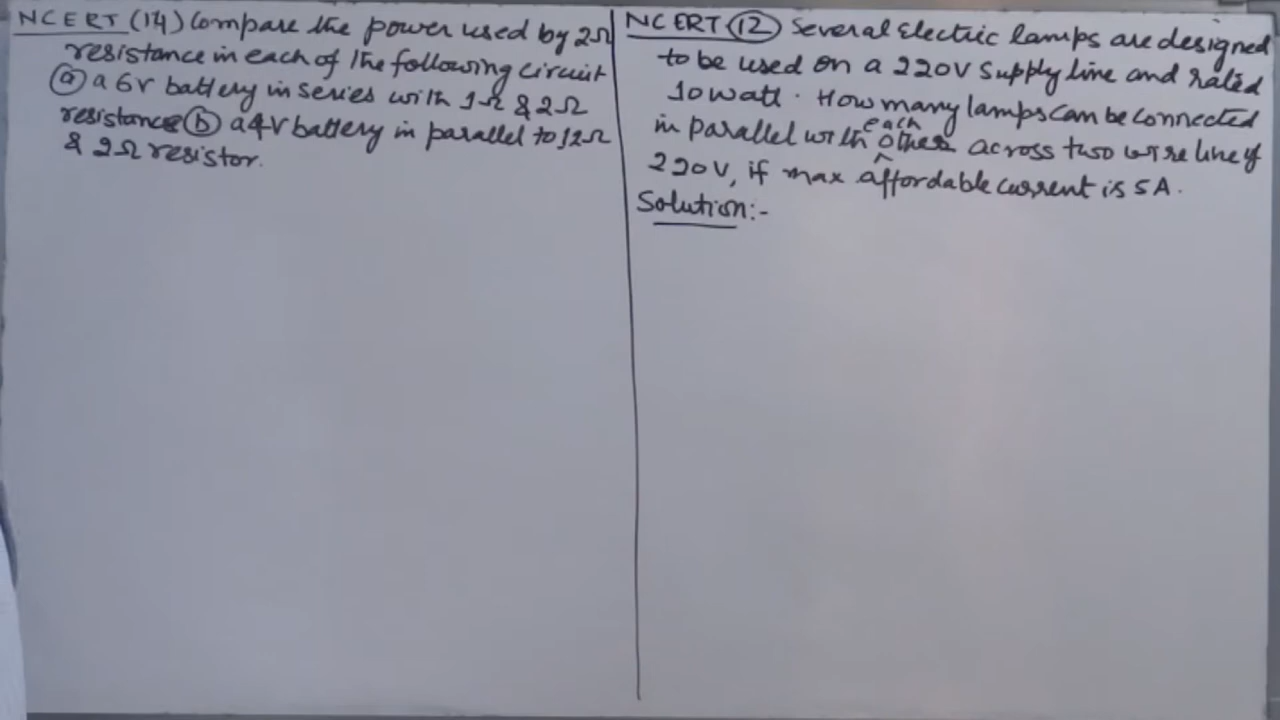 NCERT (14) Compare the power used by 2Ω
resistance in each of the following circuit
(a) a 6V battery in series with 1Ω & 2Ω
resistance (b) a 4V battery in parallel to 12Ω
& 2Ω resistor.
NCERT (12) Several Electric lamps are designed
to be used on a 220V Supply line and rated
10 watt. How many lamps can be connected
in parallel with each other across two wire line of
220V, if max affordable current is 5A.
Solution:-